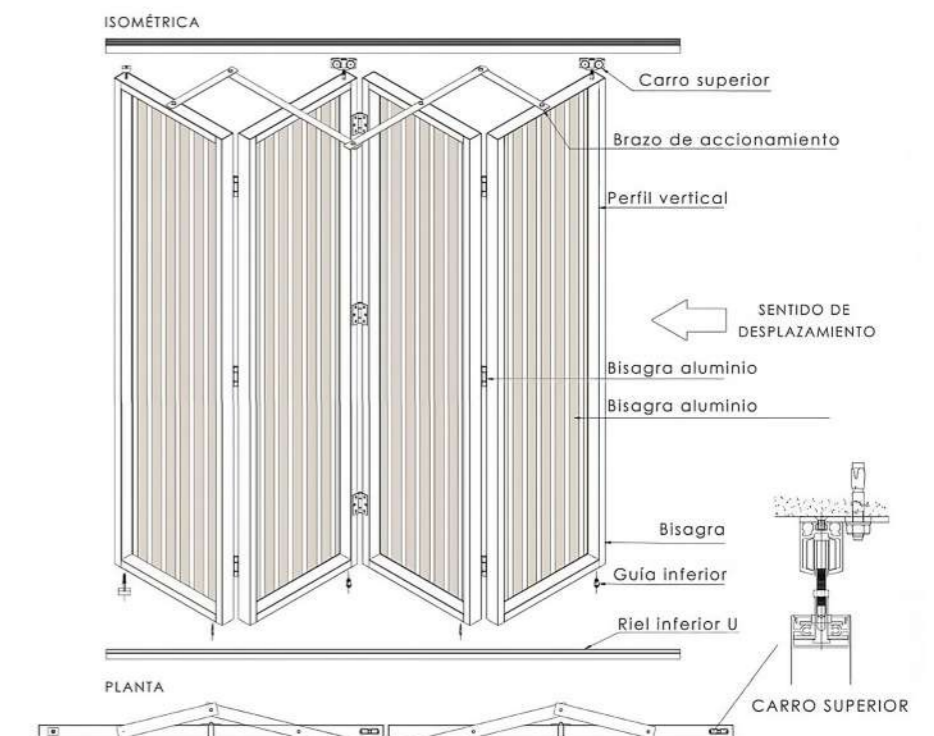 ISOMÉTRICA
Carro superior
Brazo de accionamiento
Perfil vertical
SENTIDO DE
DESPLAZAMIENTO
Bisagra aluminio
Bisagra aluminio
Bisagra
Guía inferior
Riel inferior U
PLANTA
CARRO SUPERIOR